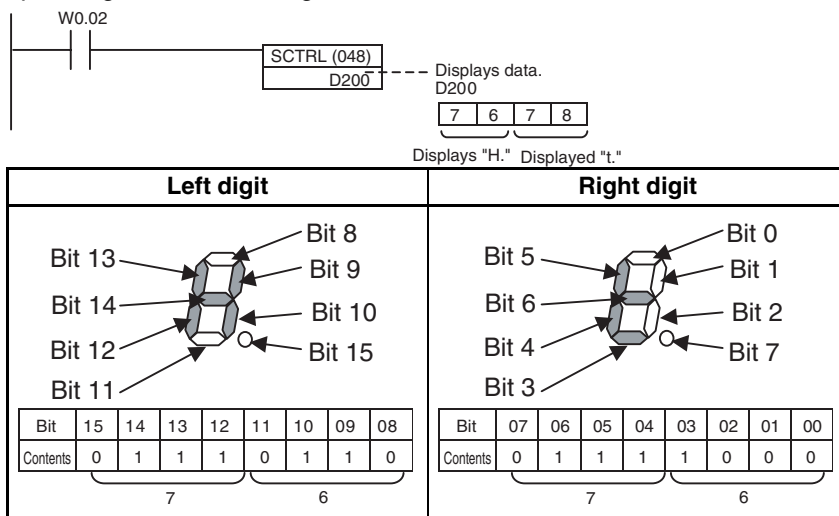 W0.02
SCTRL (048)
D200
Displays data.
D200
7 6 7 8
Displays "H." Displayed "t."
Left digit Right digit
Bit 8
Bit 13
Bit 9
Bit 14
Bit 10
Bit 12
Bit 15
Bit 11
Bit 15 14 13 12 11 10 09 08
Contents 0 1 1 1 0 1 1 0
7 6
Bit 0
Bit 5
Bit 1
Bit 6
Bit 2
Bit 4
Bit 7
Bit 3
Bit 07 06 05 04 03 02 01 00
Contents 0 1 1 1 1 0 0 0
7 6